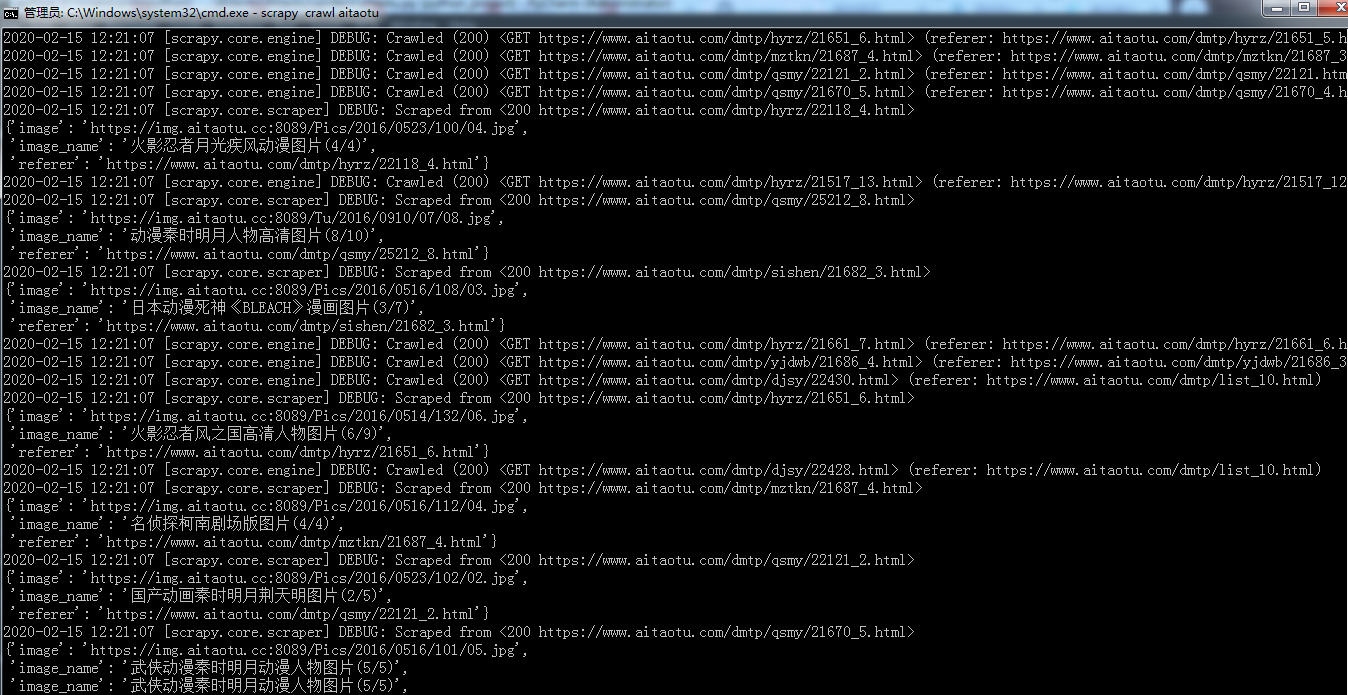 管理员: C:\Windows\system32\cmd.exe - scrapy  crawl aitaotu
2020-02-15 12:21:07 [scrapy.core.engine] DEBUG: Crawled (200) <GET https://www.aitaotu.com/dmtp/hyrz/21651_6.html> (referer: https://www.aitaotu.com/dmtp/hyrz/21651_5.h
2020-02-15 12:21:07 [scrapy.core.engine] DEBUG: Crawled (200) <GET https://www.aitaotu.com/dmtp/mztkn/21687_4.html> (referer: https://www.aitaotu.com/dmtp/mztkn/21687_3
2020-02-15 12:21:07 [scrapy.core.engine] DEBUG: Crawled (200) <GET https://www.aitaotu.com/dmtp/qsmy/22121_2.html> (referer: https://www.aitaotu.com/dmtp/qsmy/22121.htm
2020-02-15 12:21:07 [scrapy.core.engine] DEBUG: Crawled (200) <GET https://www.aitaotu.com/dmtp/qsmy/21670_5.html> (referer: https://www.aitaotu.com/dmtp/qsmy/21670_4.h
2020-02-15 12:21:07 [scrapy.core.scraper] DEBUG: Scraped from <200 https://www.aitaotu.com/dmtp/hyrz/22118_4.html>
{'image': 'https://img.aitaotu.cc:8089/Pics/2016/0523/100/04.jpg',
'image_name': '火影忍者月光疾风动漫图片(4/4)',
'referer': 'https://www.aitaotu.com/dmtp/hyrz/22118_4.html'}
2020-02-15 12:21:07 [scrapy.core.engine] DEBUG: Crawled (200) <GET https://www.aitaotu.com/dmtp/hyrz/21517_13.html> (referer: https://www.aitaotu.com/dmtp/hyrz/21517_12
2020-02-15 12:21:07 [scrapy.core.scraper] DEBUG: Scraped from <200 https://www.aitaotu.com/dmtp/qsmy/25212_8.html>
{'image': 'https://img.aitaotu.cc:8089/Tu/2016/0910/07/08.jpg',
'image_name': '动漫秦时明月人物高清图片(8/10)',
'referer': 'https://www.aitaotu.com/dmtp/qsmy/25212_8.html'}
2020-02-15 12:21:07 [scrapy.core.scraper] DEBUG: Scraped from <200 https://www.aitaotu.com/dmtp/sishen/21682_3.html>
{'image': 'https://img.aitaotu.cc:8089/Pics/2016/0516/108/03.jpg',
'image_name': '日本动漫死神《BLEACH》漫画图片(3/7)',
'referer': 'https://www.aitaotu.com/dmtp/sishen/21682_3.html'}
2020-02-15 12:21:07 [scrapy.core.engine] DEBUG: Crawled (200) <GET https://www.aitaotu.com/dmtp/hyrz/21661_7.html> (referer: https://www.aitaotu.com/dmtp/hyrz/21661_6.h
2020-02-15 12:21:07 [scrapy.core.engine] DEBUG: Crawled (200) <GET https://www.aitaotu.com/dmtp/yjdwb/21686_4.html> (referer: https://www.aitaotu.com/dmtp/yjdwb/21686_3
2020-02-15 12:21:07 [scrapy.core.engine] DEBUG: Crawled (200) <GET https://www.aitaotu.com/dmtp/djsy/22430.html> (referer: https://www.aitaotu.com/dmtp/list_10.html)
2020-02-15 12:21:07 [scrapy.core.scraper] DEBUG: Scraped from <200 https://www.aitaotu.com/dmtp/hyrz/21651_6.html>
{'image': 'https://img.aitaotu.cc:8089/Pics/2016/0514/132/06.jpg',
'image_name': '火影忍者风之国高清人物图片(6/9)',
'referer': 'https://www.aitaotu.com/dmtp/hyrz/21651_6.html'}
2020-02-15 12:21:07 [scrapy.core.engine] DEBUG: Crawled (200) <GET https://www.aitaotu.com/dmtp/djsy/22428.html> (referer: https://www.aitaotu.com/dmtp/list_10.html)
2020-02-15 12:21:07 [scrapy.core.scraper] DEBUG: Scraped from <200 https://www.aitaotu.com/dmtp/mztkn/21687_4.html>
{'image': 'https://img.aitaotu.cc:8089/Pics/2016/0516/112/04.jpg',
'image_name': '名侦探柯南剧场版图片(4/4)',
'referer': 'https://www.aitaotu.com/dmtp/mztkn/21687_4.html'}
2020-02-15 12:21:07 [scrapy.core.scraper] DEBUG: Scraped from <200 https://www.aitaotu.com/dmtp/qsmy/22121_2.html>
{'image': 'https://img.aitaotu.cc:8089/Pics/2016/0523/102/02.jpg',
'image_name': '国产动画秦时明月荆天明图片(2/5)',
'referer': 'https://www.aitaotu.com/dmtp/qsmy/22121_2.html'}
2020-02-15 12:21:07 [scrapy.core.scraper] DEBUG: Scraped from <200 https://www.aitaotu.com/dmtp/qsmy/21670_5.html>
{'image': 'https://img.aitaotu.cc:8089/Pics/2016/0516/101/05.jpg',
'image_name': '武侠动漫秦时明月动漫人物图片(5/5)',
'image_name': '武侠动漫秦时明月动漫人物图片(5/5)',